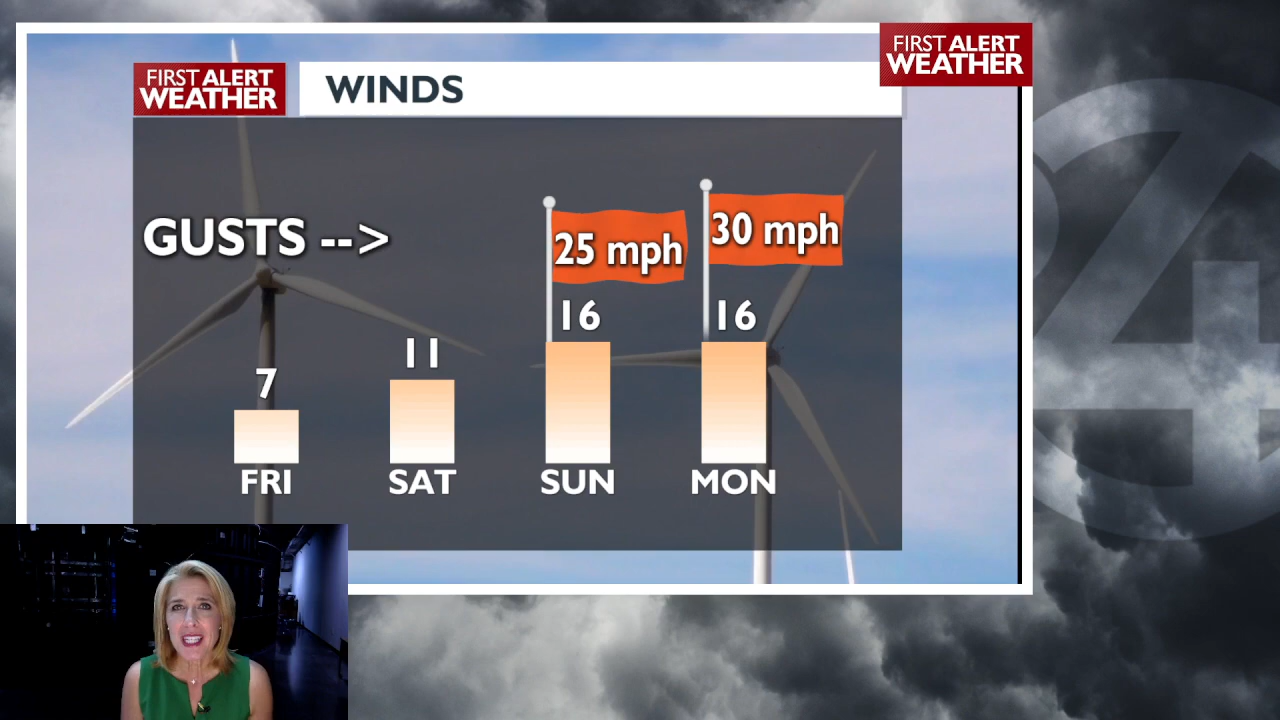 FIRST ALERT
WEATHER
WINDS
FIRST ALERT
WEATHER
GUSTS -->
25 mph
30 mph
7
11
16
16
FRI
SAT
SUN
MON
4